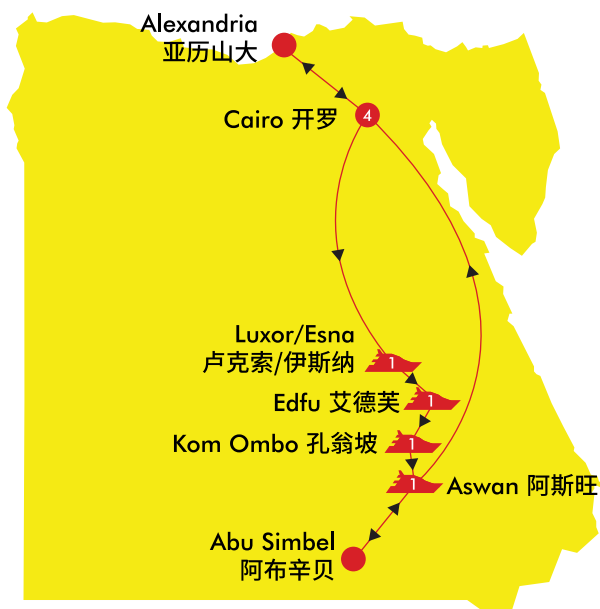 Alexandria
亚历山大
Cairo 开罗
4
Luxor/Esna
卢克索/伊斯纳
1
Edfu 艾德芙
1
Kom Ombo 孔翁坡
1
1
Aswan 阿斯旺
Abu Simbel
阿布辛贝